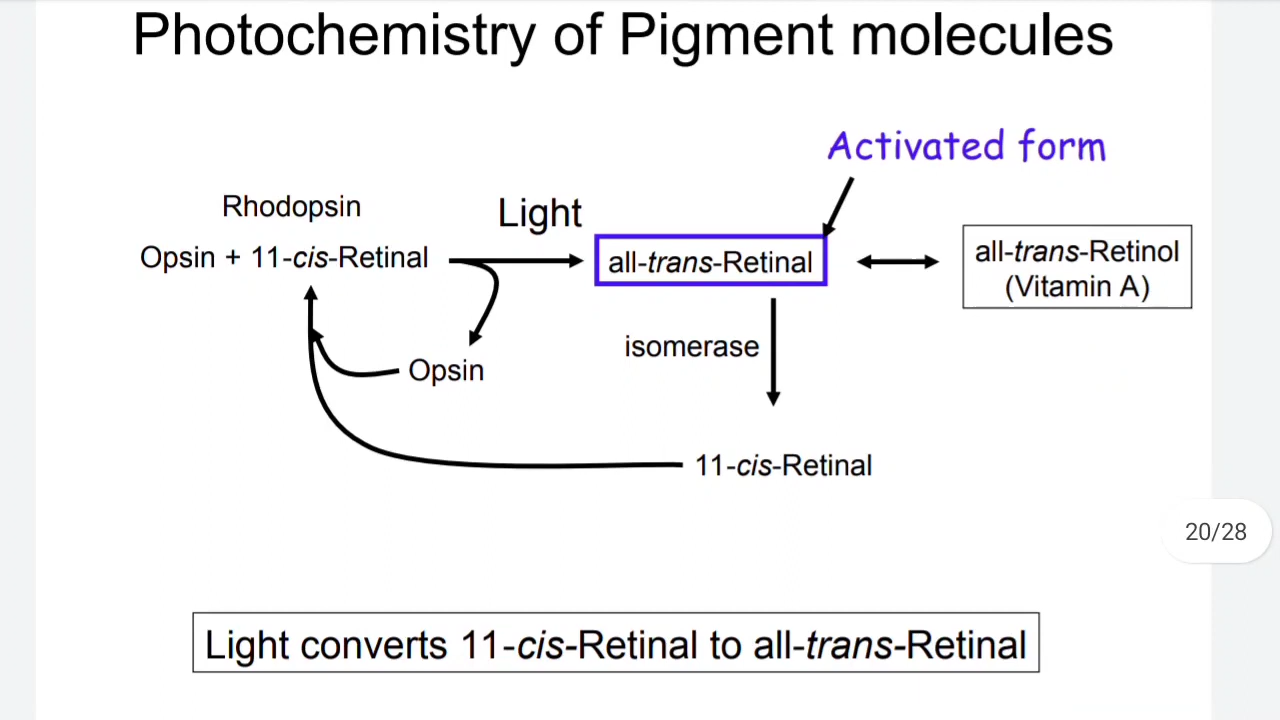 Photochemistry of Pigment molecules
Activated form
Rhodopsin
Light
Opsin + 11-cis-Retinal
all-trans-Retinal
all-trans-Retinol
(Vitamin A)
isomerase
Opsin
11-cis-Retinal
20/28
Light converts 11-cis-Retinal to all-trans-Retinal